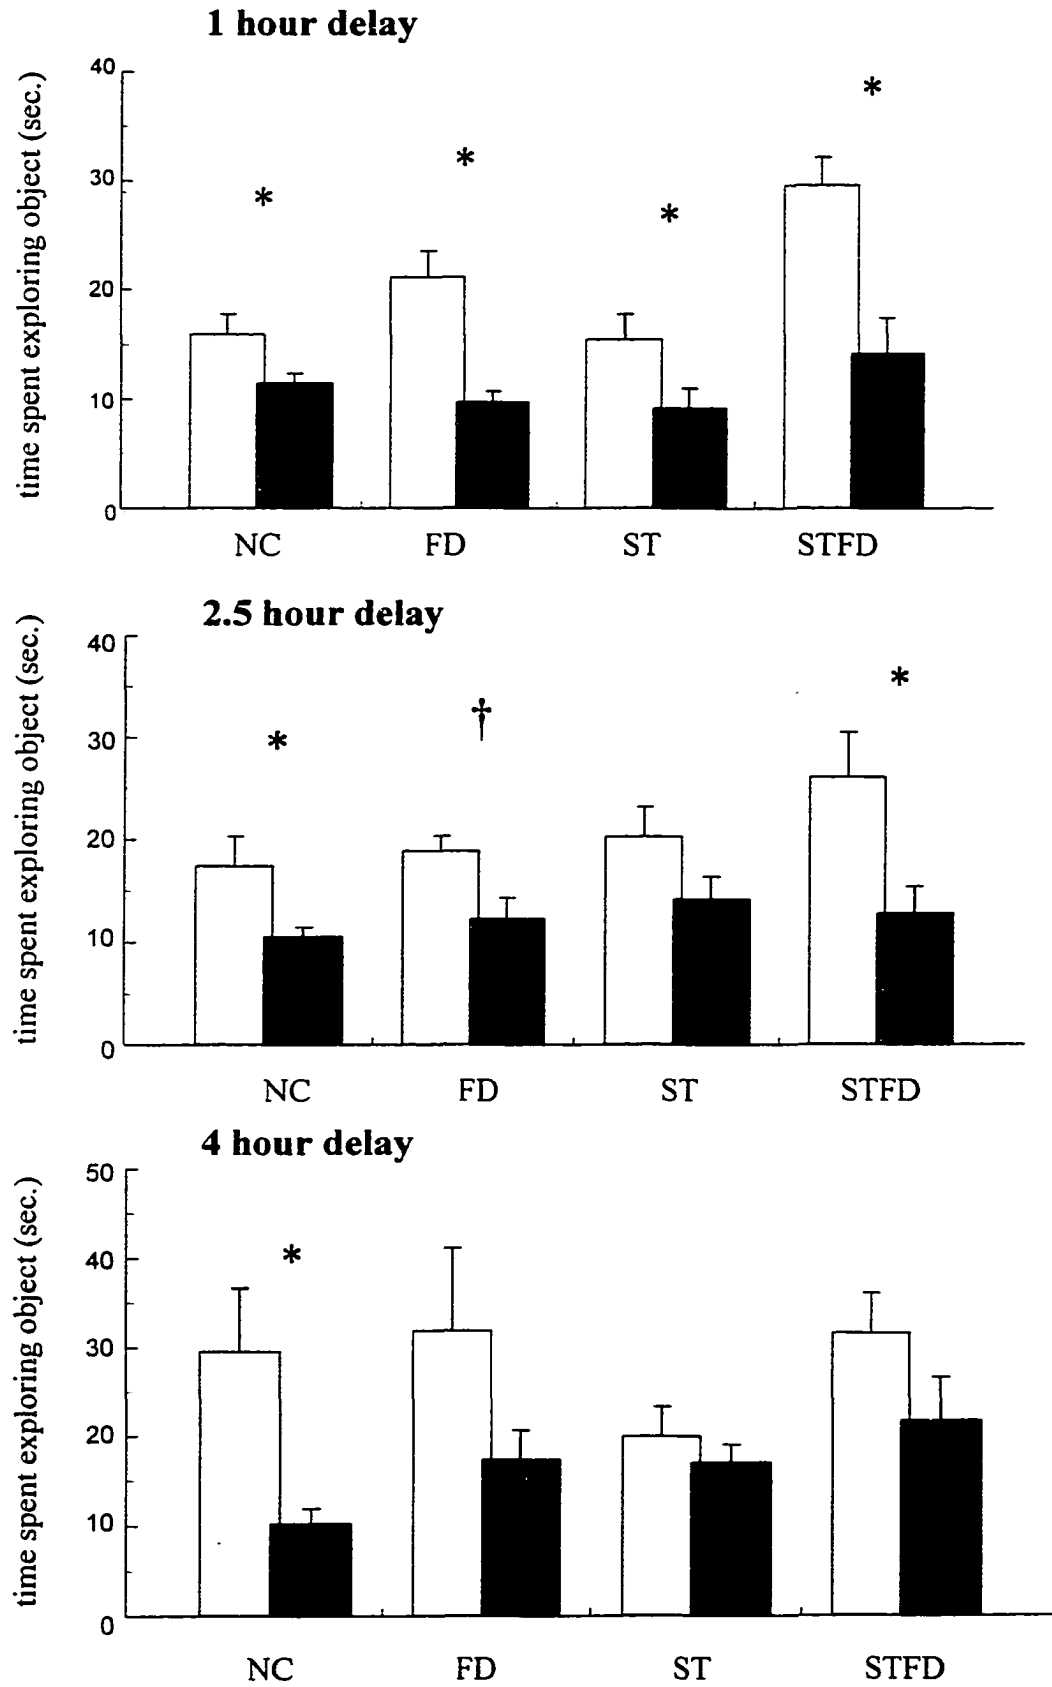 1 hour delay
time spent exploring object (sec.)
40
30
20
10
0
* * * *
NC FD ST STFD
2.5 hour delay
time spent exploring object (sec.)
40
30
20
10
0
* † *
NC FD ST STFD
4 hour delay
time spent exploring object (sec.)
50
40
30
20
10
0
*
NC FD ST STFD